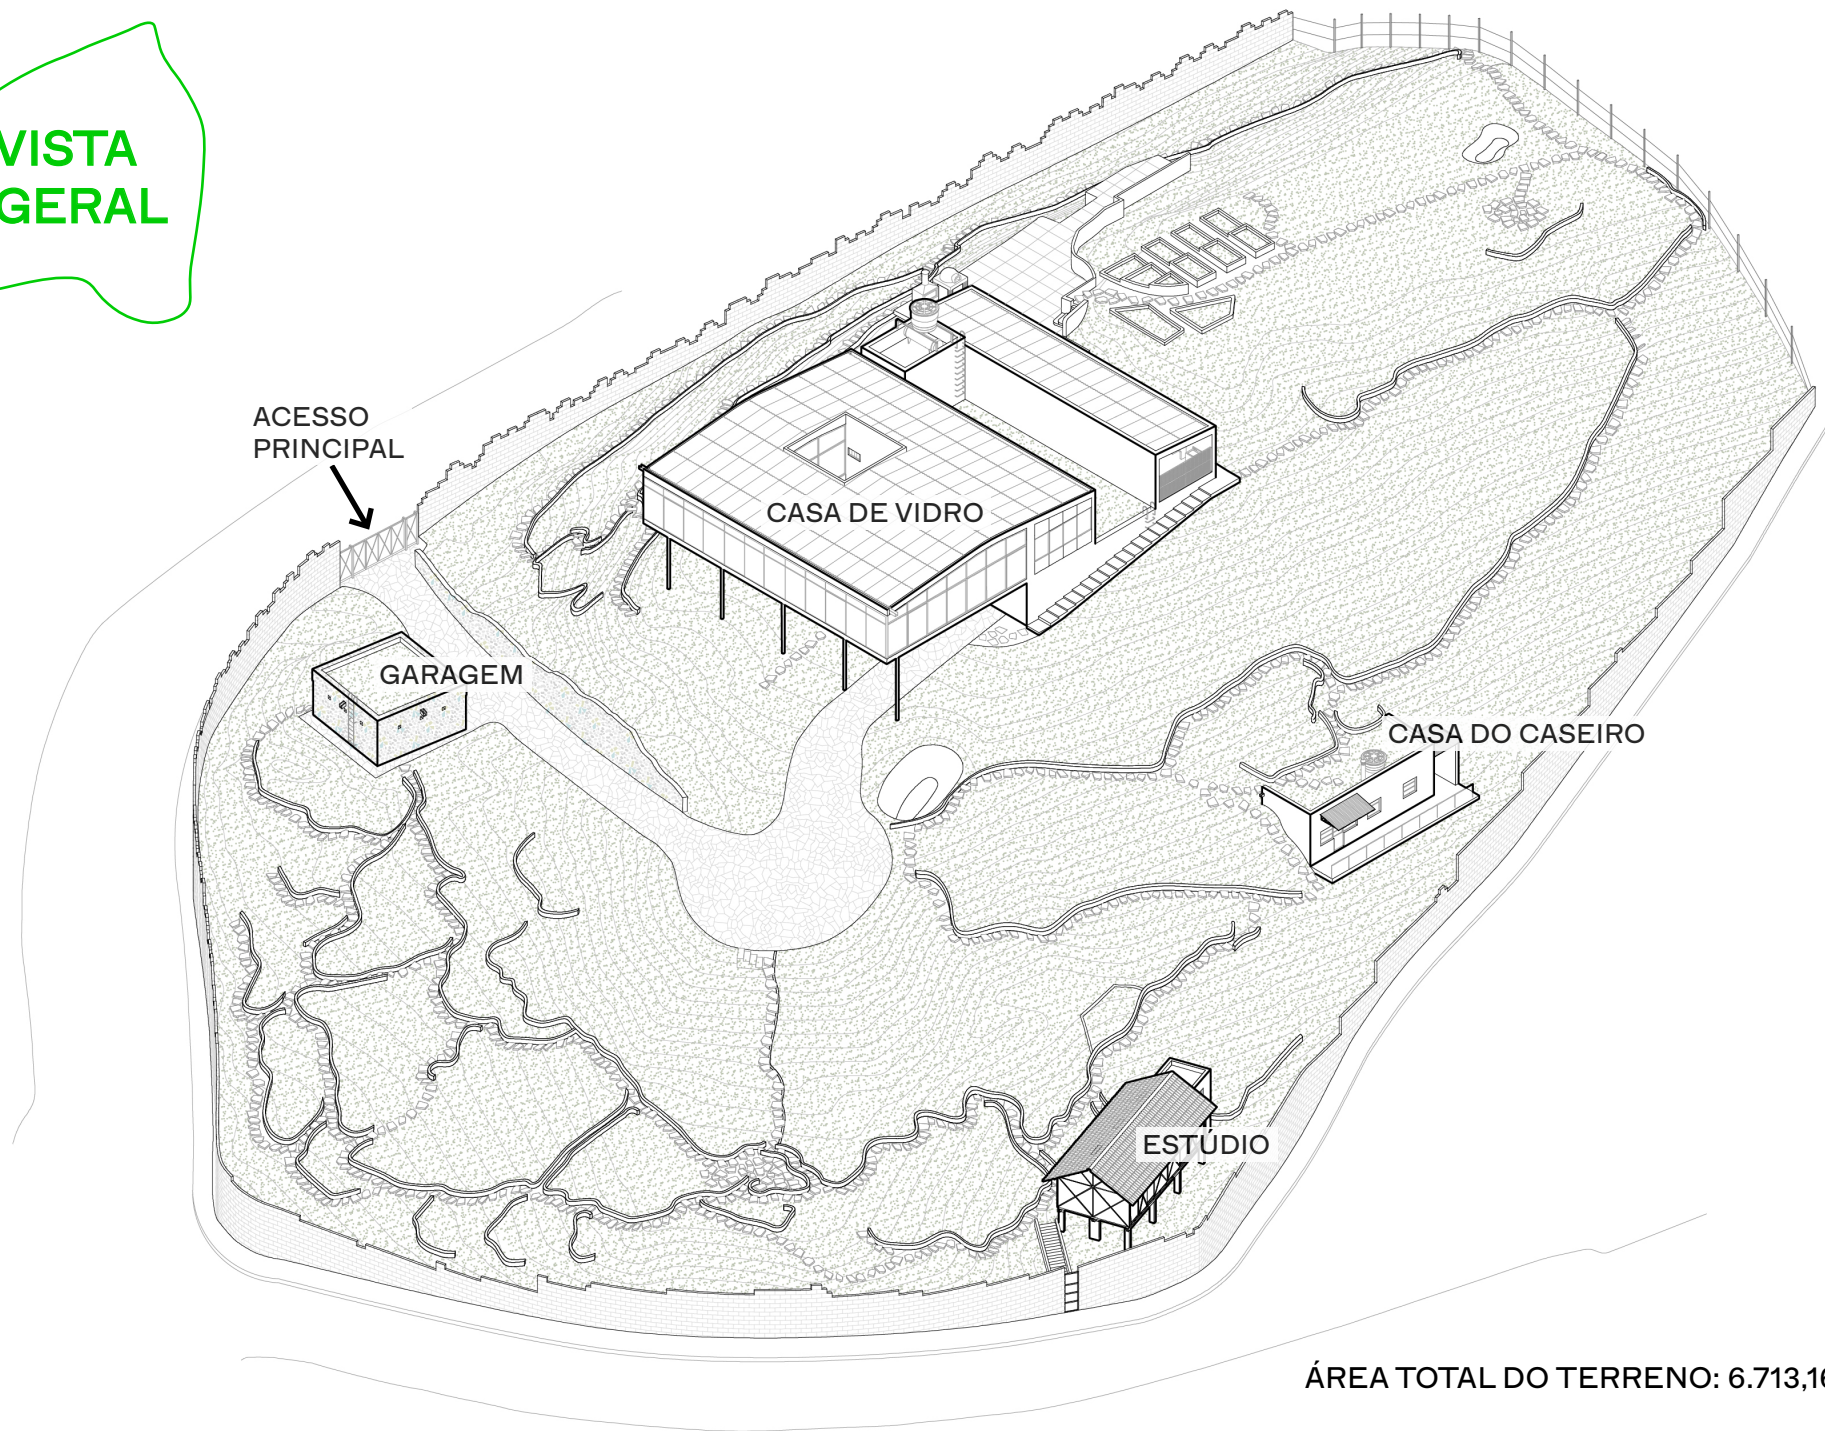 VISTA
GERAL
ACESSO
PRINCIPAL
CASA DE VIDRO
GARAGEM
CASA DO CASEIRO
ESTÚDIO
ÁREA TOTAL DO TERRENO: 6.713,16